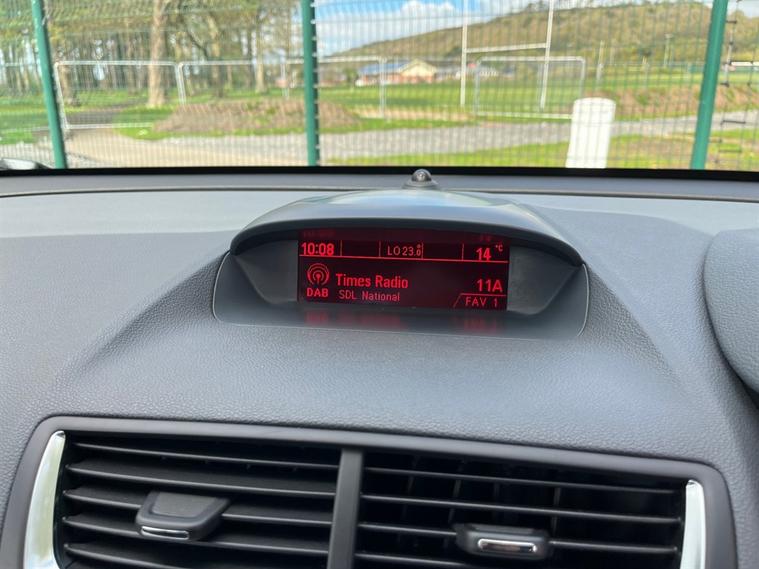 10:08 LO 23.0 14 °C
Times Radio 11A
DAB SDL National FAV 1